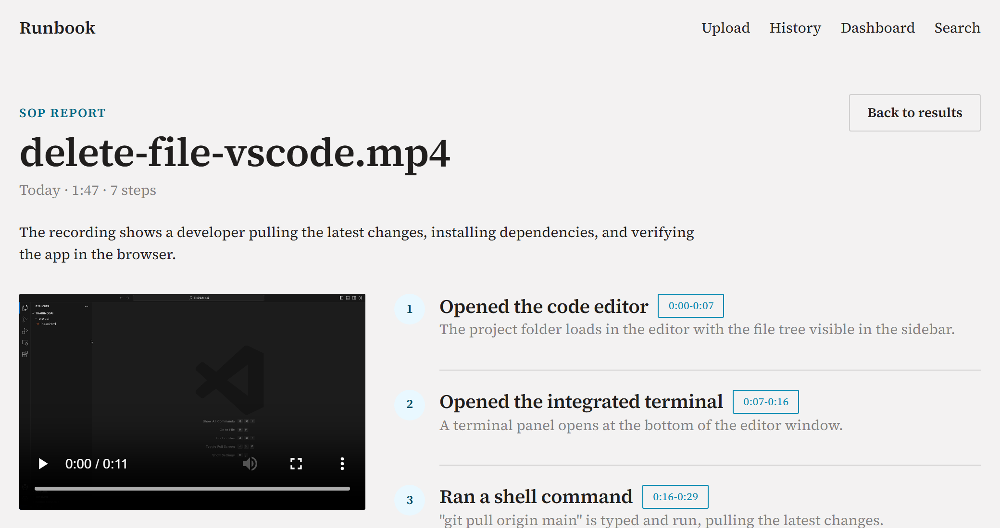 Runbook
Upload History Dashboard Search
SOP REPORT
Back to results
delete-file-vscode.mp4
Today · 1:47 · 7 steps
The recording shows a developer pulling the latest changes, installing dependencies, and verifying
the app in the browser.
TrainModal
EXPLORER
TRAINMODAI
project
index.html
Show All Commands
Go to File
Find in Files
Toggle Full Screen
Show Settings
0:00 / 0:11
1
Opened the code editor 0:00-0:07
The project folder loads in the editor with the file tree visible in the sidebar.
2
Opened the integrated terminal 0:07-0:16
A terminal panel opens at the bottom of the editor window.
3
Ran a shell command 0:16-0:29
"git pull origin main" is typed and run, pulling the latest changes.